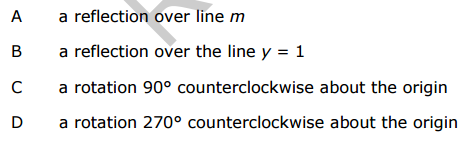 A a reflection over line m
B a reflection over the line y = 1
C a rotation 90° counterclockwise about the origin
D a rotation 270° counterclockwise about the origin